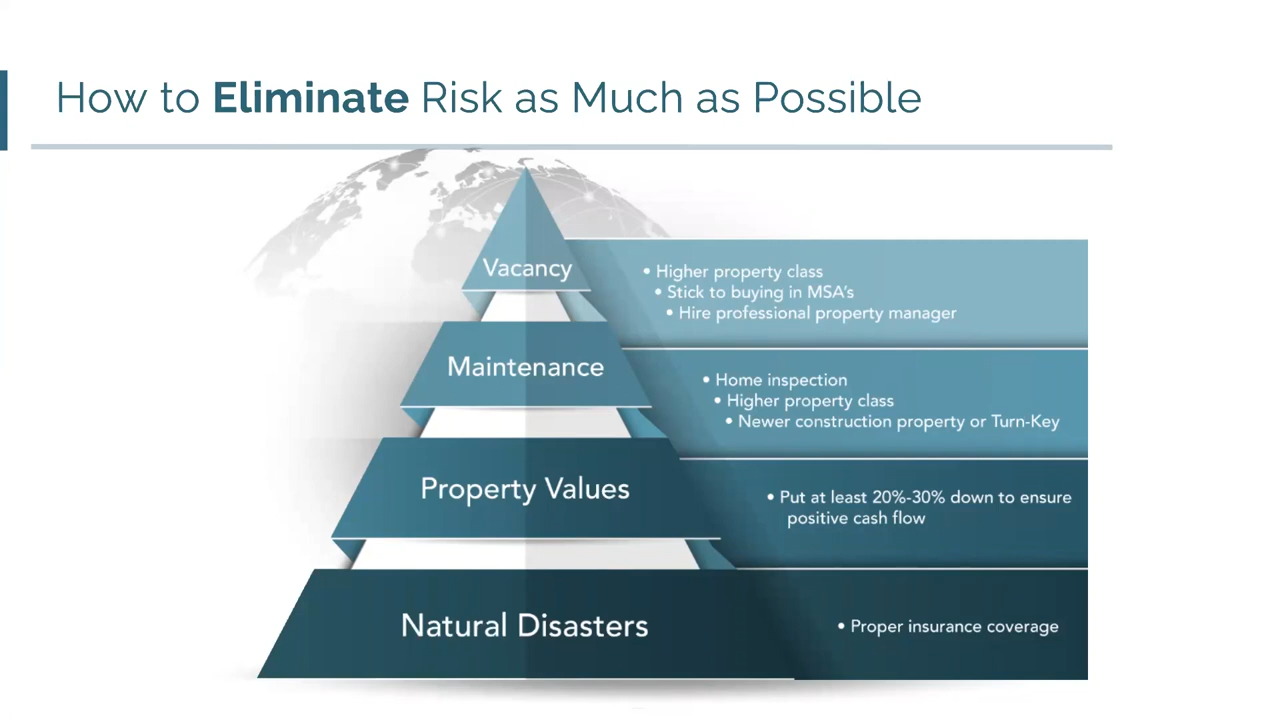 How to Eliminate Risk as Much as Possible
Vacancy
• Higher property class
• Stick to buying in MSA's
• Hire professional property manager
Maintenance
• Home inspection
• Higher property class
• Newer construction property or Turn-Key
Property Values
• Put at least 20%-30% down to ensure
positive cash flow
Natural Disasters
• Proper insurance coverage